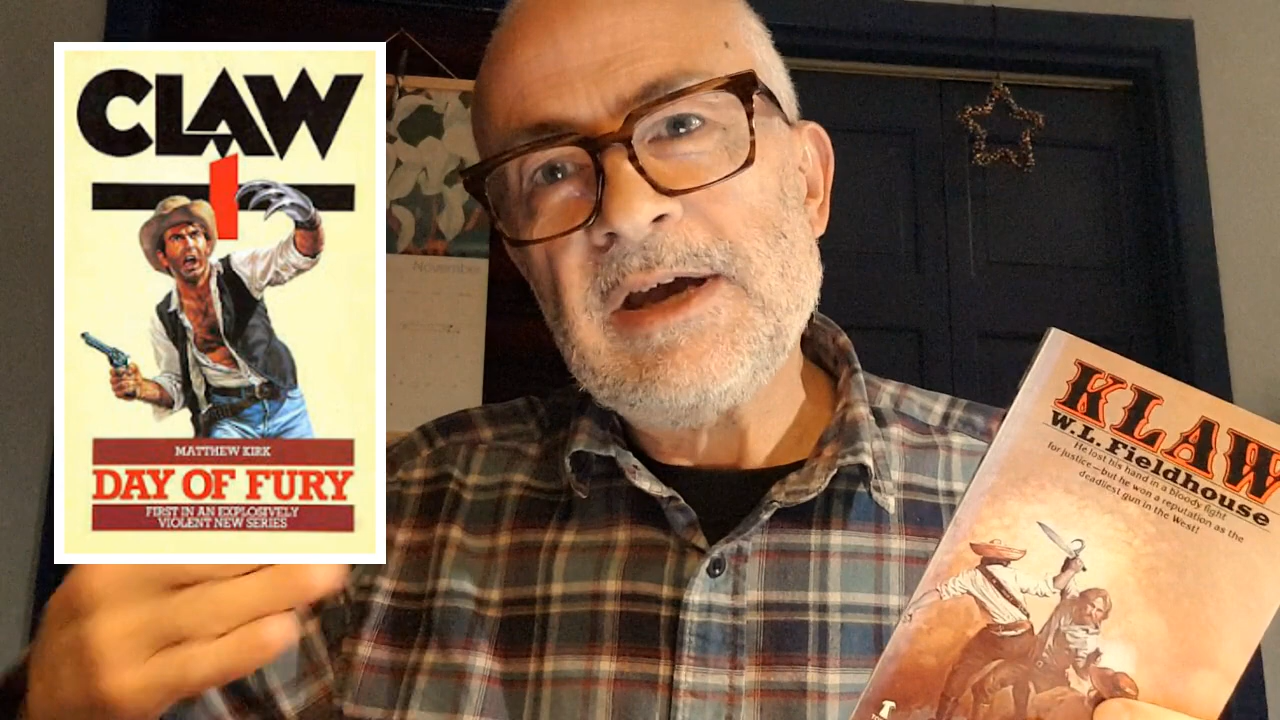 CLAW
1
MATTHEW KIRK
DAY OF FURY
FIRST IN AN EXPLOSIVELY
VIOLENT NEW SERIES
November
KLAW
W.L. Fieldhouse
He lost his hand in a bloody fight
for justice—but he won a reputation as the
deadliest gun in the West!